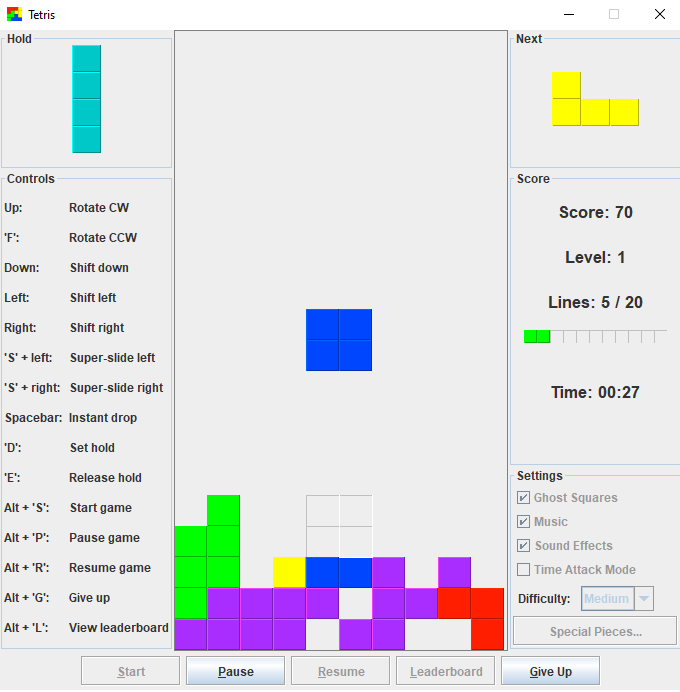 Tetris
Hold
Next
Controls
Up: Rotate CW
'F': Rotate CCW
Down: Shift down
Left: Shift left
Right: Shift right
'S' + left: Super-slide left
'S' + right: Super-slide right
Spacebar: Instant drop
'D': Set hold
'E': Release hold
Alt + 'S': Start game
Alt + 'P': Pause game
Alt + 'R': Resume game
Alt + 'G': Give up
Alt + 'L': View leaderboard
Score
Score: 70
Level: 1
Lines: 5 / 20
Time: 00:27
Settings
Ghost Squares
Music
Sound Effects
Time Attack Mode
Difficulty: Medium
Special Pieces...
Start Pause Resume Leaderboard Give Up